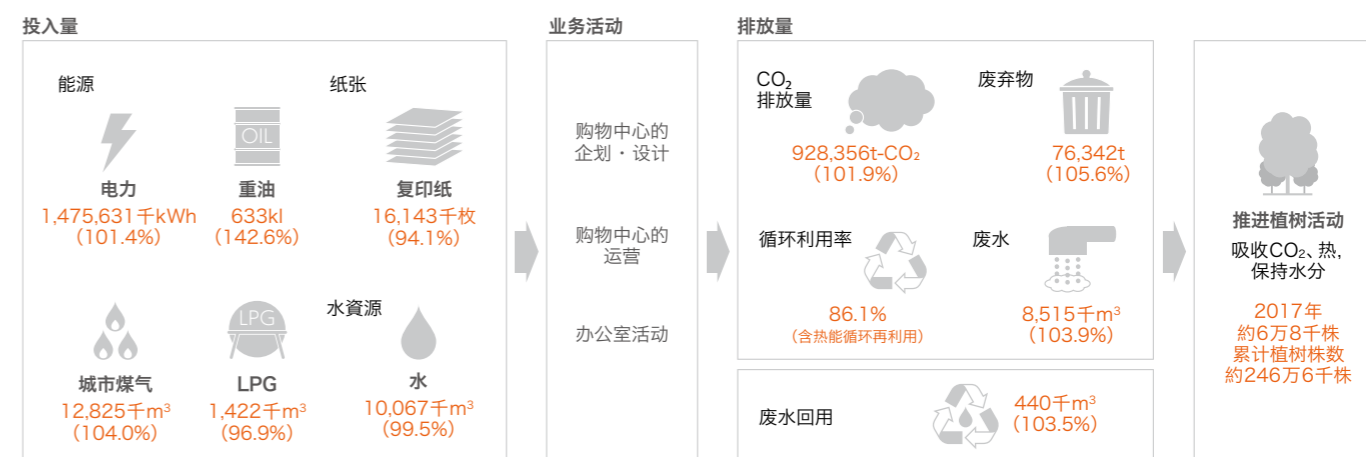 投入量
能源
纸张
OIL
电力
重油
复印纸
1,475,631千kWh
(101.4%)
633kl
(142.6%)
16,143千枚
(94.1%)
LPG
水資源
城市煤气
LPG
水
12,825千m³
(104.0%)
1,422千m³
(96.9%)
10,067千m³
(99.5%)
业务活动
购物中心的
企划・设计
购物中心的
运营
办公室活动
排放量
CO₂
排放量
928,356t-CO₂
(101.9%)
废弃物
76,342t
(105.6%)
循环利用率
86.1%
(含热能循环再利用)
废水
8,515千m³
(103.9%)
废水回用
440千m³
(103.5%)
推进植树活动
吸收CO₂、热,
保持水分
2017年
約6万8千株
累计植树株数
約246万6千株